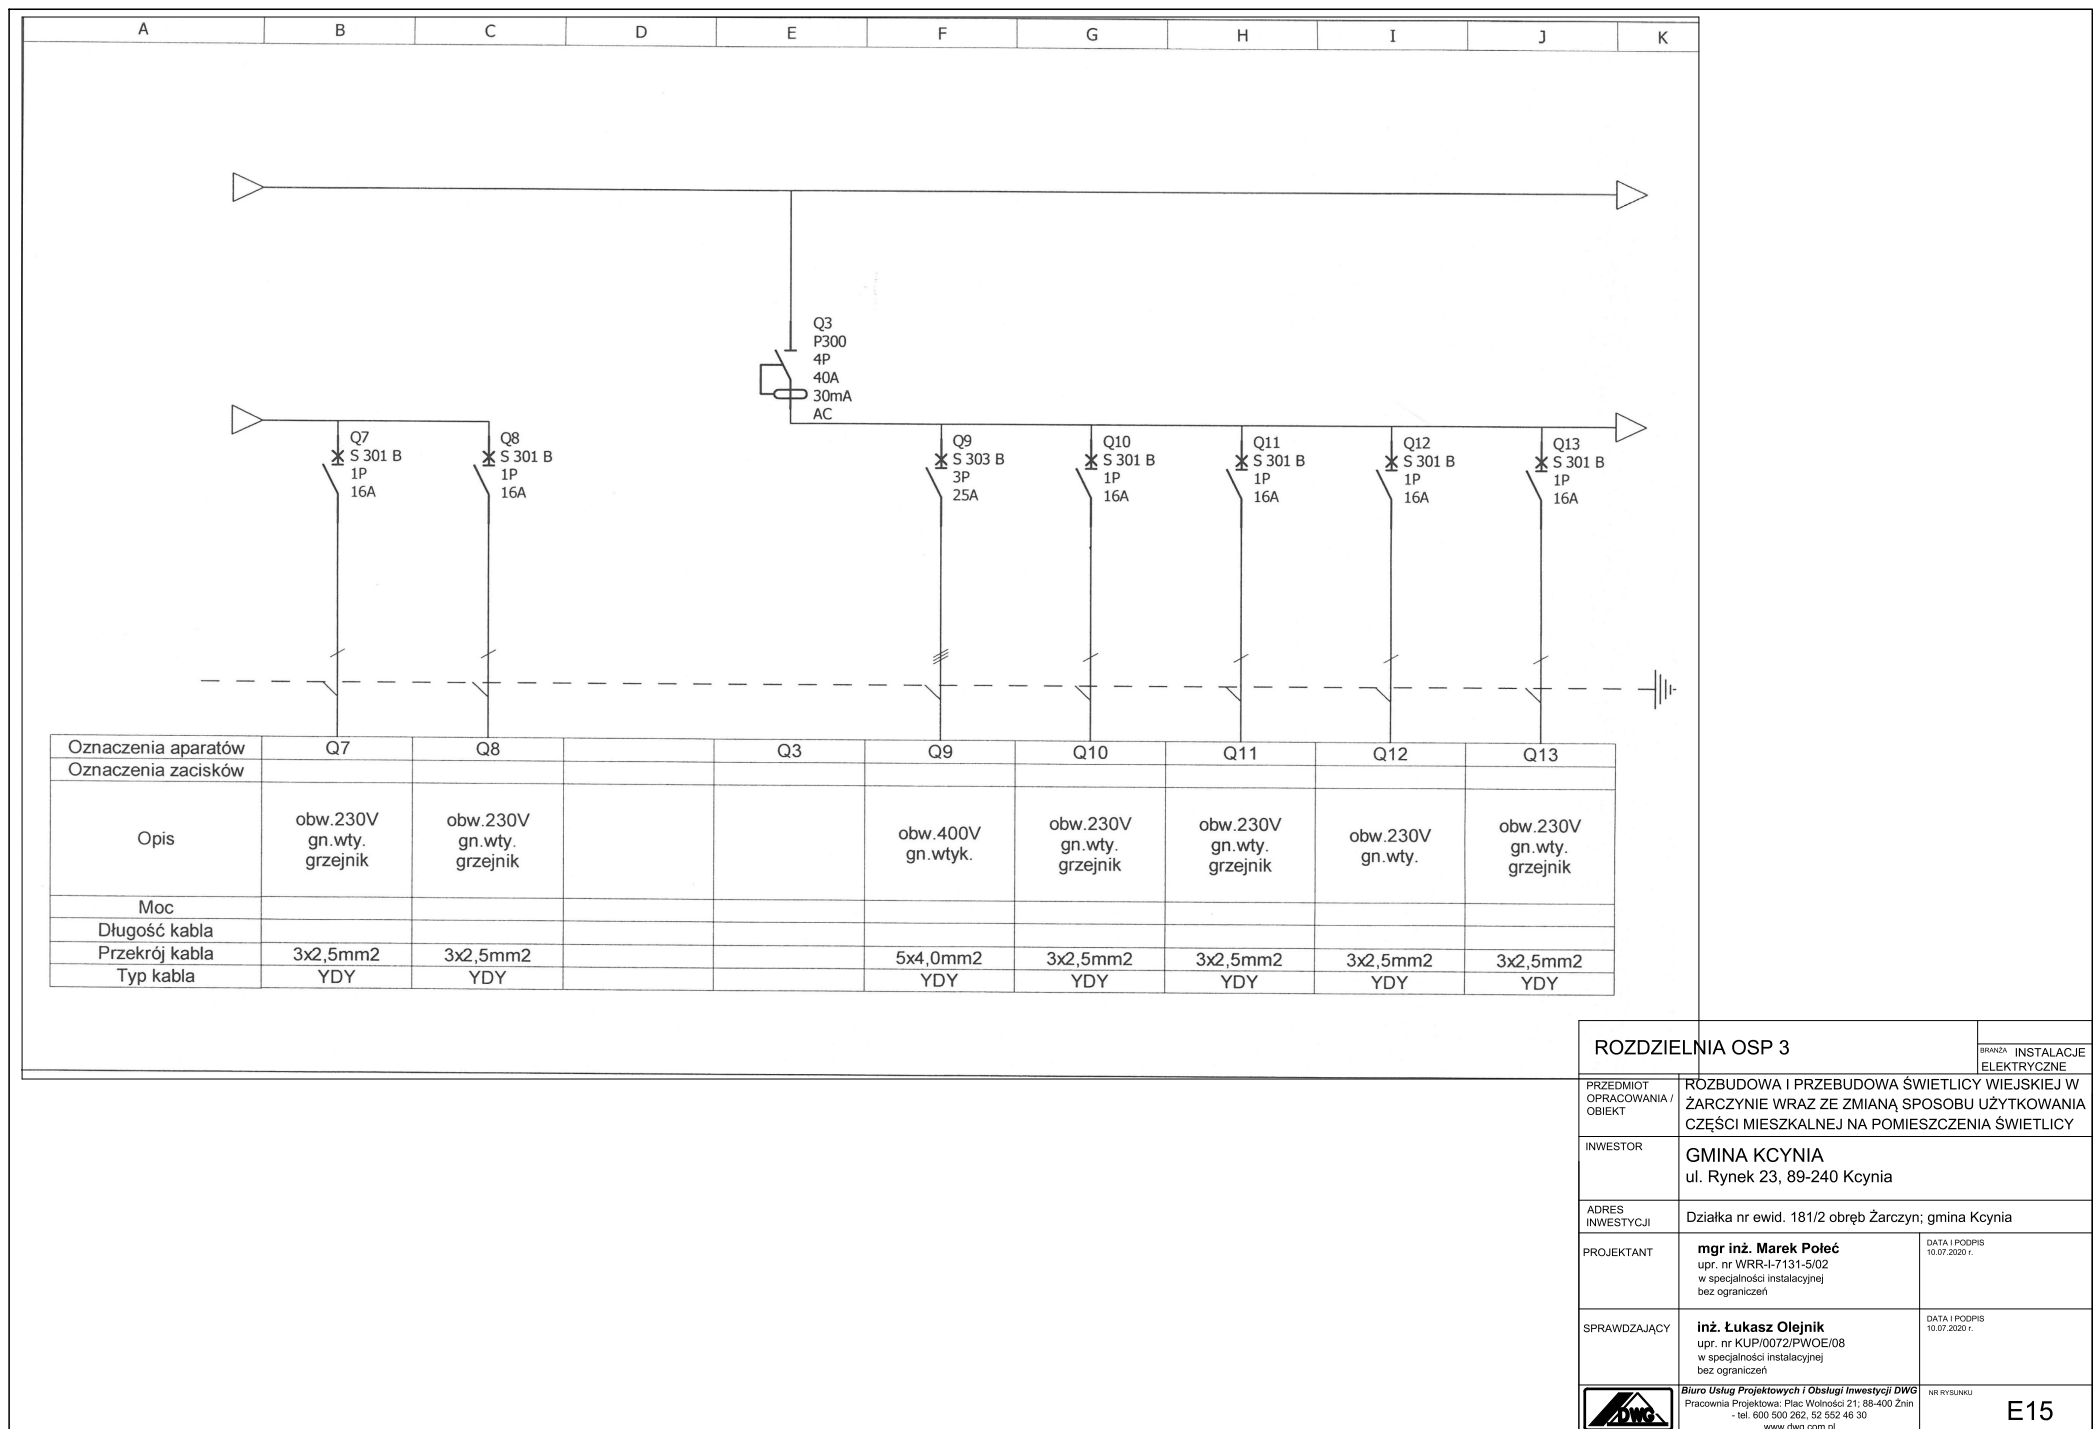 A B C D E F G H I J K
Q3
P300
4P
40A
30mA
AC
Q7
S 301 B
1P
16A
Q8
S 301 B
1P
16A
Q9
S 303 B
3P
25A
Q10
S 301 B
1P
16A
Q11
S 301 B
1P
16A
Q12
S 301 B
1P
16A
Q13
S 301 B
1P
16A
Oznaczenia aparatów Q7 Q8 Q3 Q9 Q10 Q11 Q12 Q13
Oznaczenia zacisków
Opis
obw.230V
gn.wty.
grzejnik
obw.230V
gn.wty.
grzejnik
obw.400V
gn.wtyk.
obw.230V
gn.wty.
grzejnik
obw.230V
gn.wty.
grzejnik
obw.230V
gn.wty.
obw.230V
gn.wty.
grzejnik
Moc
Długość kabla
Przekrój kabla 3x2,5mm2 3x2,5mm2 5x4,0mm2 3x2,5mm2 3x2,5mm2 3x2,5mm2 3x2,5mm2
Typ kabla YDY YDY YDY YDY YDY YDY YDY
ROZDZIELNIA OSP 3
BRANŻA INSTALACJE
ELEKTRYCZNE
PRZEDMIOT
OPRACOWANIA /
OBIEKT
ROZBUDOWA I PRZEBUDOWA ŚWIETLICY WIEJSKIEJ W
ŻARCZYNIE WRAZ ZE ZMIANĄ SPOSOBU UŻYTKOWANIA
CZĘŚCI MIESZKALNEJ NA POMIESZCZENIA ŚWIETLICY
INWESTOR
GMINA KCYNIA
ul. Rynek 23, 89-240 Kcynia
ADRES
INWESTYCJI
Działka nr ewid. 181/2 obręb Żarczyn; gmina Kcynia
PROJEKTANT
mgr inż. Marek Połeć
upr. nr WRR-I-7131-5/02
w specjalności instalacyjnej
bez ograniczeń
DATA I PODPIS
10.07.2020 r.
SPRAWDZAJĄCY
inż. Łukasz Olejnik
upr. nr KUP/0072/PWOE/08
w specjalności instalacyjnej
bez ograniczeń
DATA I PODPIS
10.07.2020 r.
DWG
Biuro Usług Projektowych i Obsługi Inwestycji DWG
Pracownia Projektowa: Plac Wolności 21; 88-400 Żnin
- tel. 600 500 262, 52 552 46 30
www.dwg.com.pl
NR RYSUNKU
E15